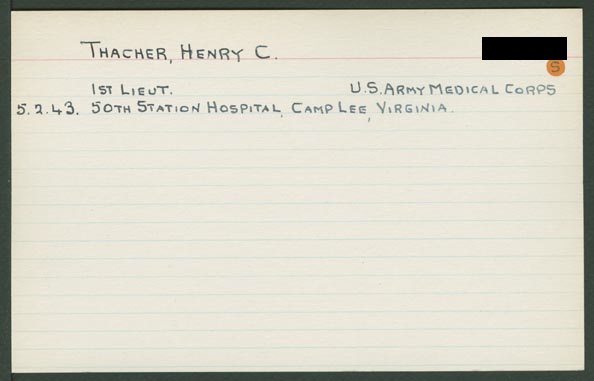 THACHER, HENRY C.
S
1ST LIEUT. U.S. ARMY MEDICAL CORPS
5.2.43. 50TH STATION HOSPITAL, CAMP LEE, VIRGINIA.